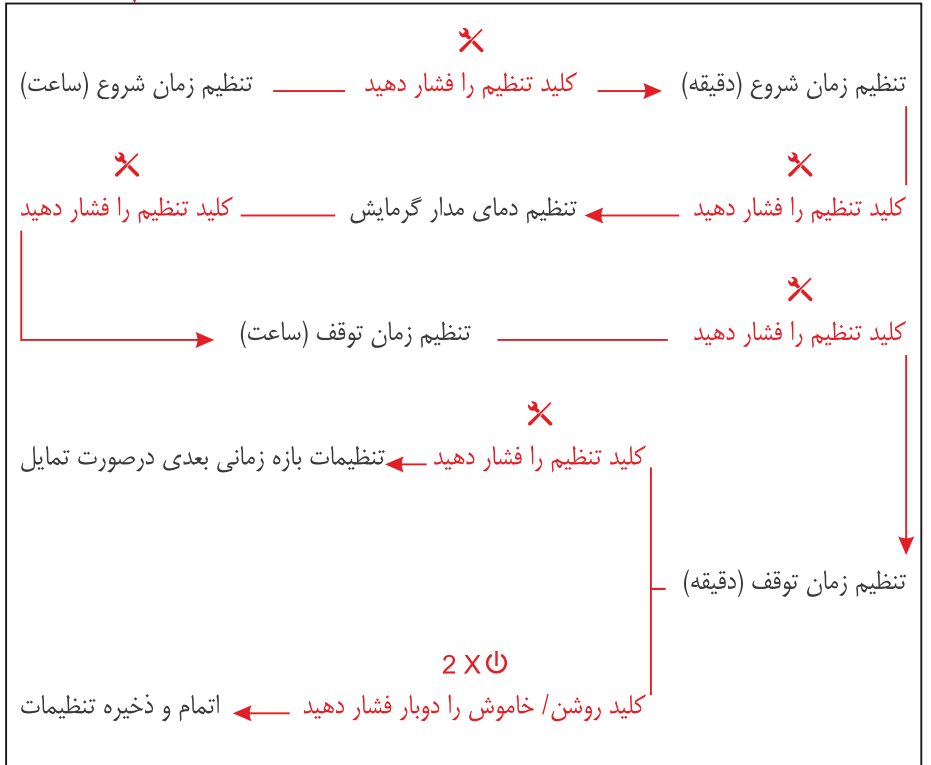 تنظیم زمان شروع (ساعت) کلید تنظیم را فشار دهید تنظیم زمان شروع (دقیقه)
کلید تنظیم را فشار دهید تنظیم دمای مدار گرمایش کلید تنظیم را فشار دهید
تنظیم زمان توقف (ساعت) کلید تنظیم را فشار دهید
کلید تنظیم را فشار دهید تنظیمات بازه زمانی بعدی درصورت تمایل
تنظیم زمان توقف (دقیقه)
2 X
کلید روشن/ خاموش را دوبار فشار دهید اتمام و ذخیره تنظیمات